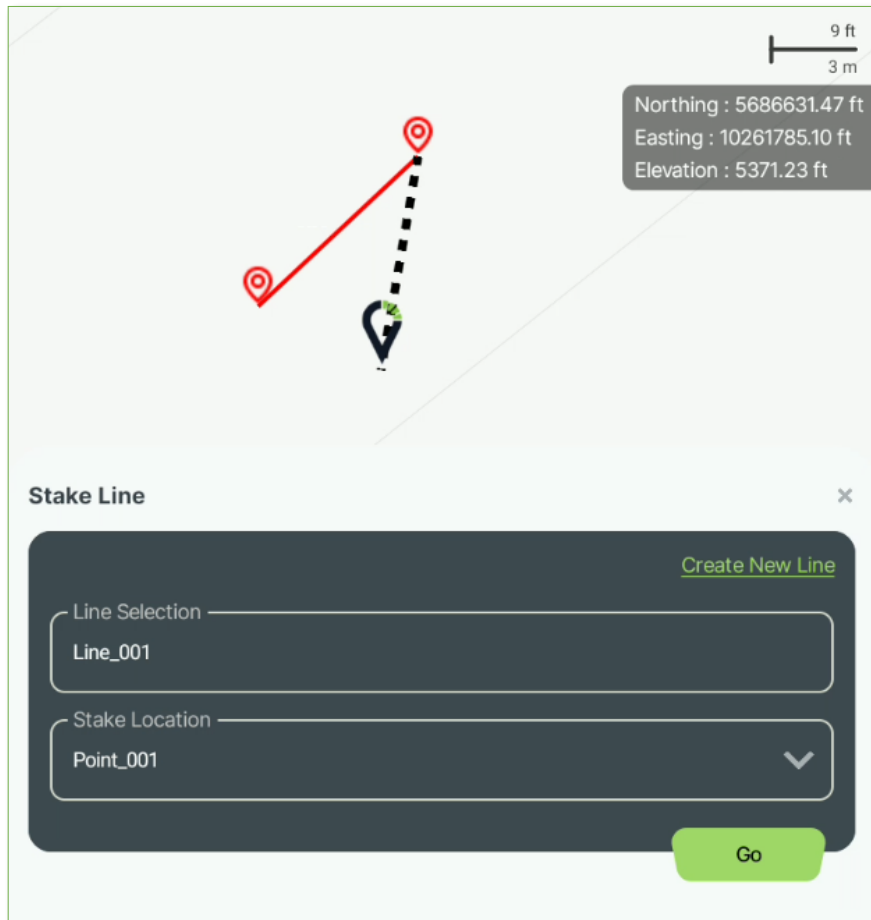 9 ft
3 m
Northing : 5686631.47 ft
Easting : 10261785.10 ft
Elevation : 5371.23 ft
Stake Line
×
Create New Line
Line Selection
Line_001
Stake Location
Point_001
Go